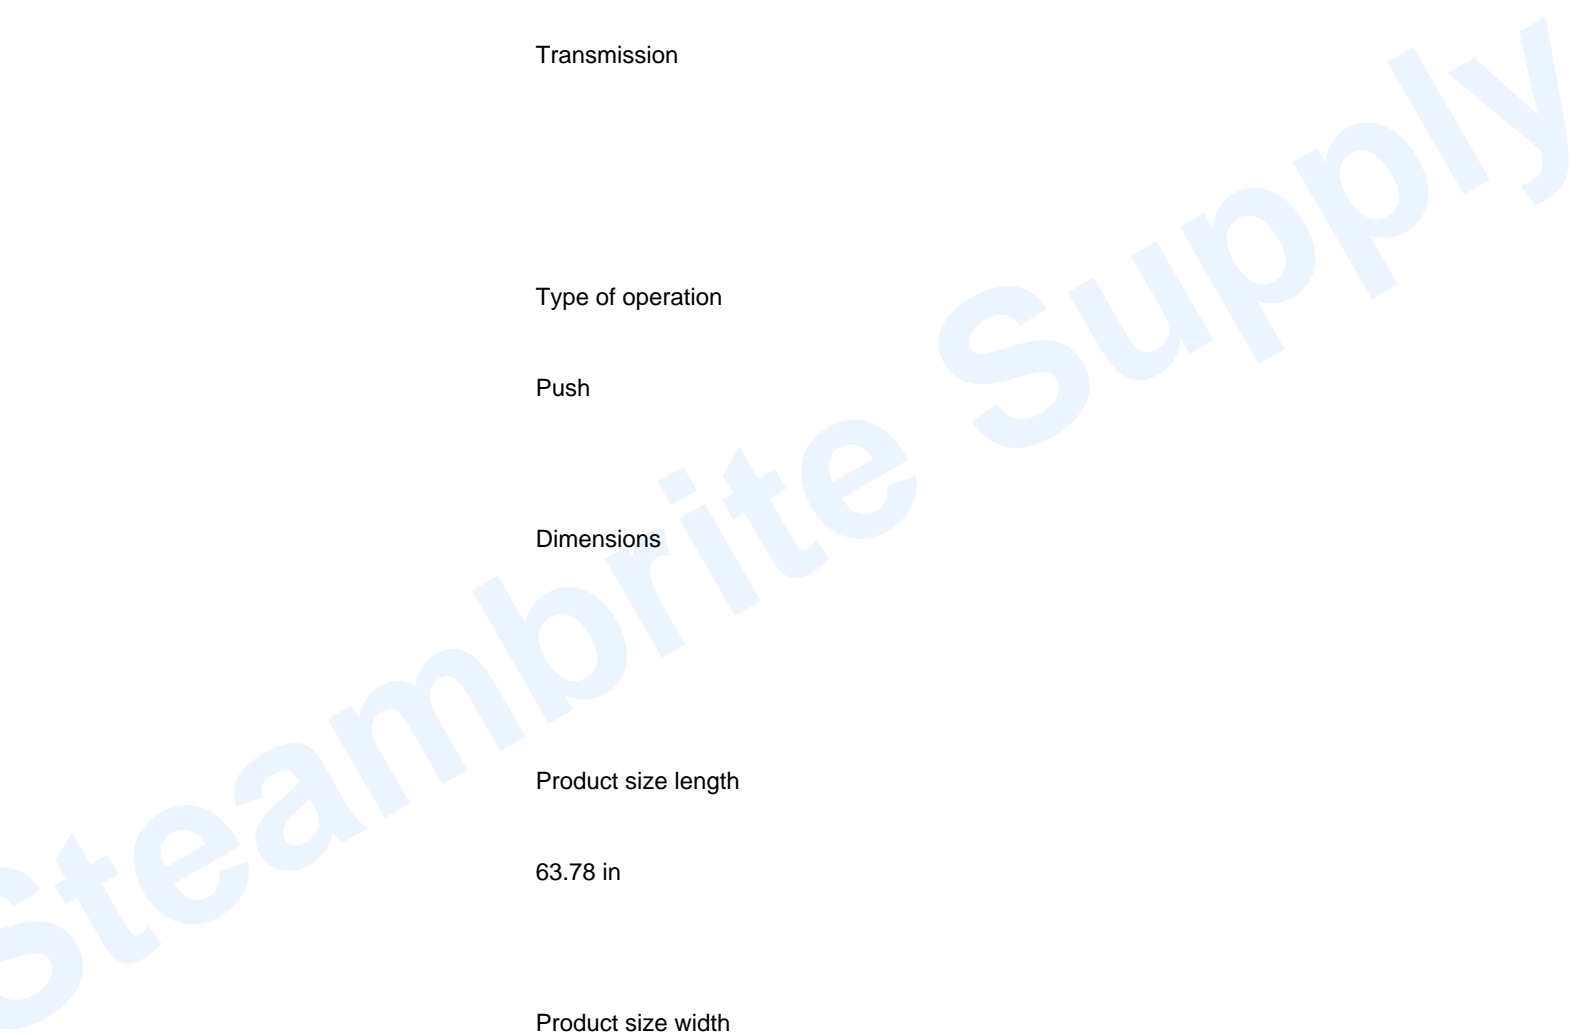 Transmission
Type of operation
Push
Dimensions
Product size length
63.78 in
Product size width
Steambrite Supply